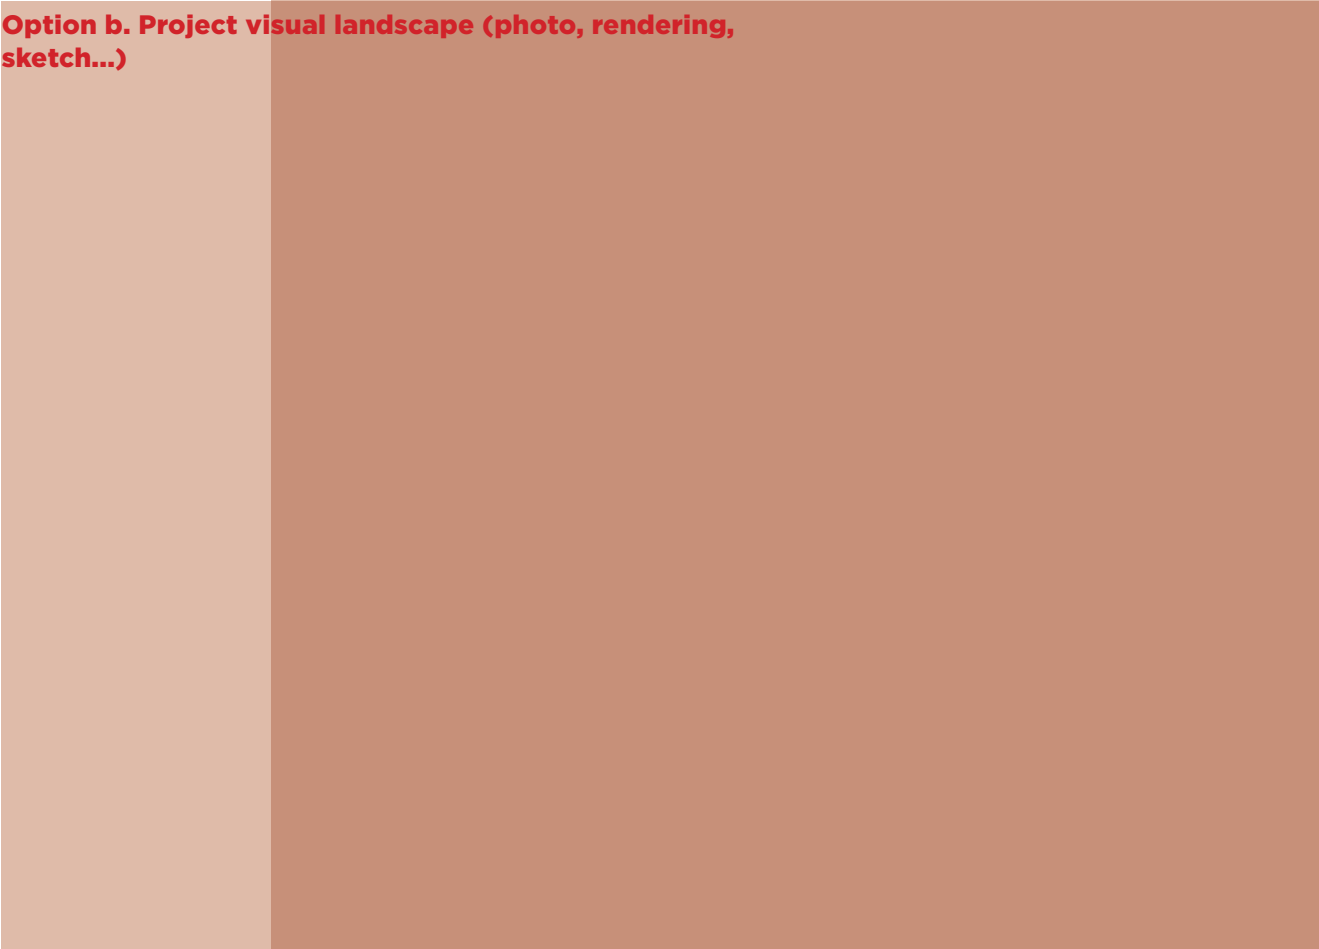 Option b. Project visual landscape (photo, rendering,
sketch...)